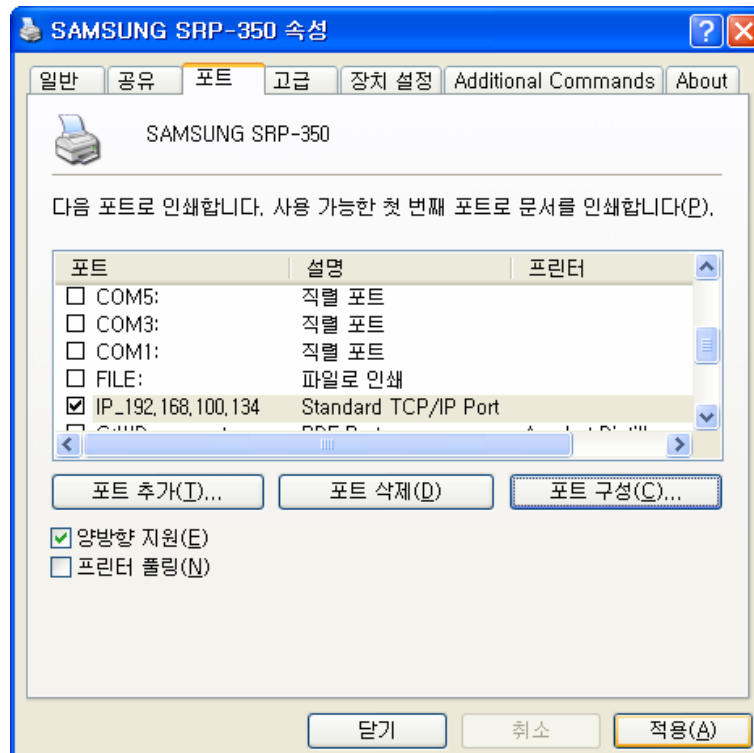 SAMSUNG SRP-350 속성
일반 공유 포트 고급 장치 설정 Additional Commands About
SAMSUNG SRP-350
다음 포트로 인쇄합니다. 사용 가능한 첫 번째 포트로 문서를 인쇄합니다(P).
포트 설명 프린터
COM5: 직렬 포트
COM3: 직렬 포트
COM1: 직렬 포트
FILE: 파일로 인쇄
IP_192.168.100.134 Standard TCP/IP Port
포트 추가(T)... 포트 삭제(D) 포트 구성(C)...
양방향 지원(E)
프린터 풀링(N)
닫기 취소 적용(A)